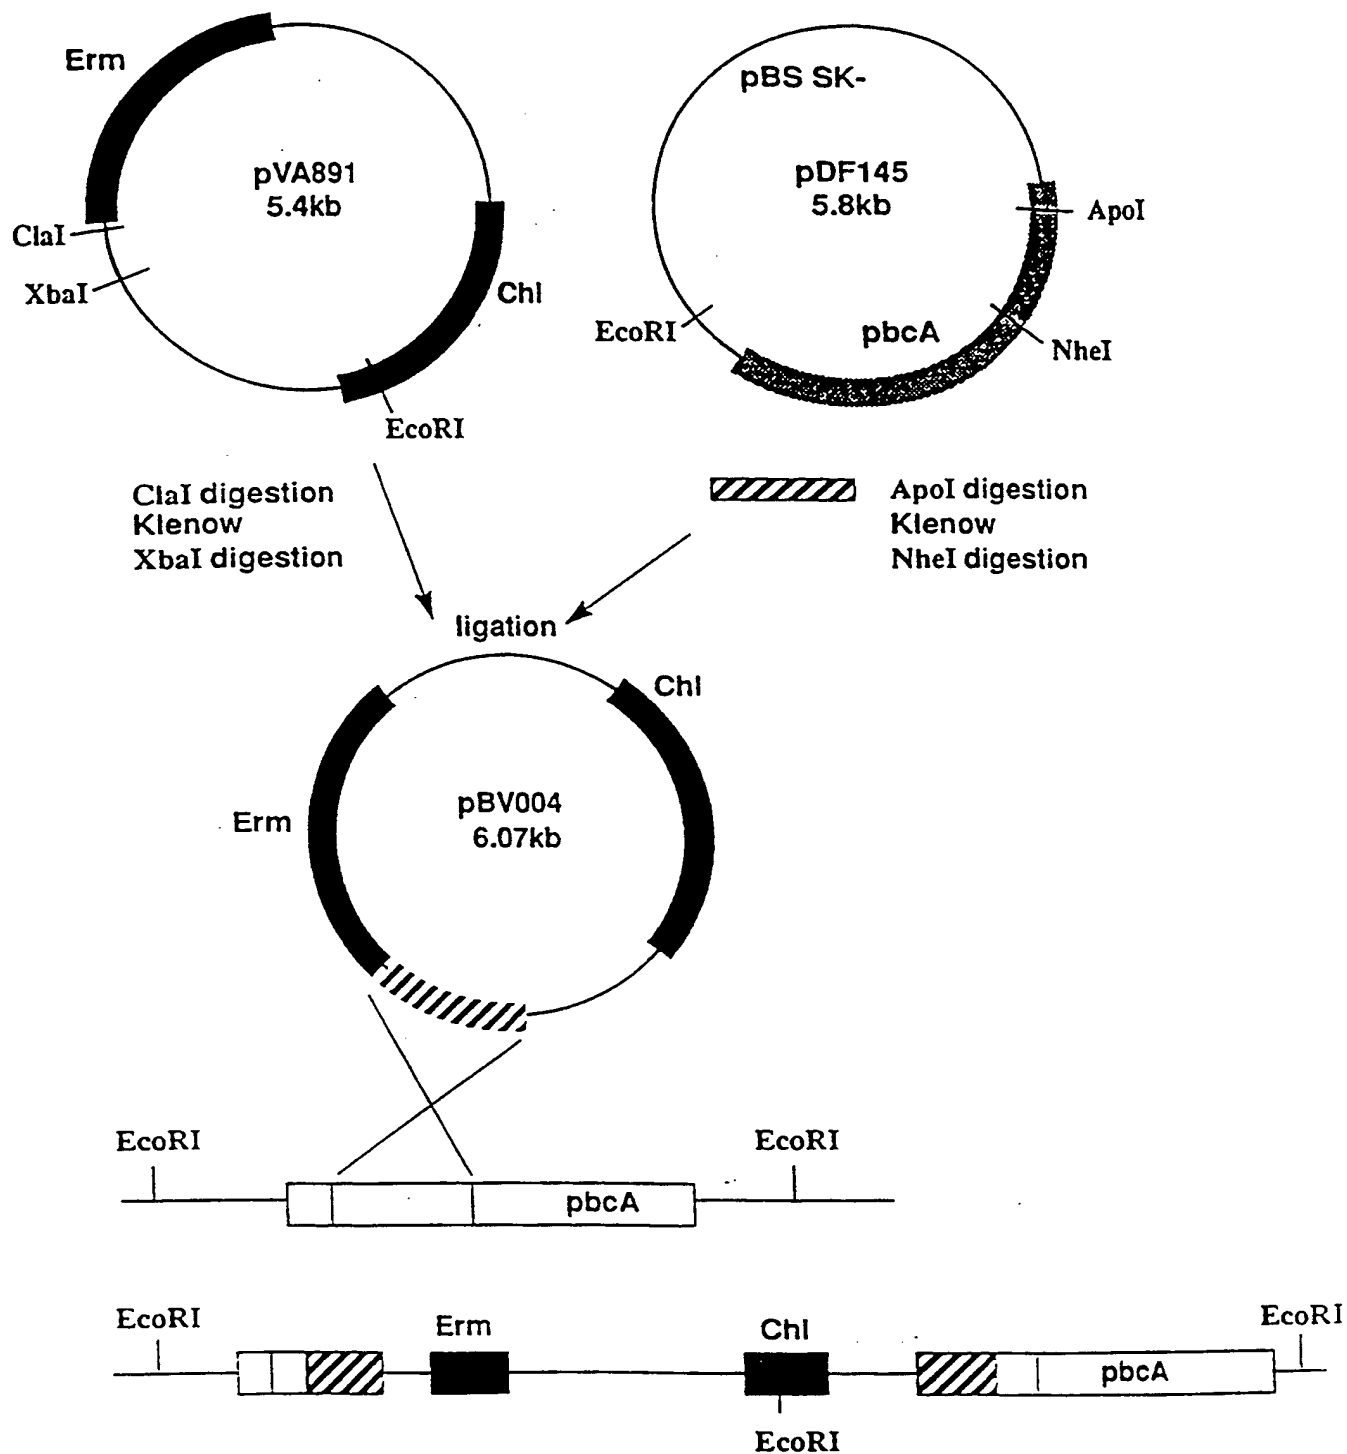 Erm
pVA891
5.4kb
ClaI
XbaI
Chl
EcoRI
pBS SK-
pDF145
5.8kb
ApoI
EcoRI
pbcA
NheI
ClaI digestion
Klenow
XbaI digestion
ApoI digestion
Klenow
NheI digestion
ligation
Chl
Erm
pBV004
6.07kb
EcoRI
EcoRI
pbcA
EcoRI
Erm
Chl
EcoRI
pbcA
EcoRI